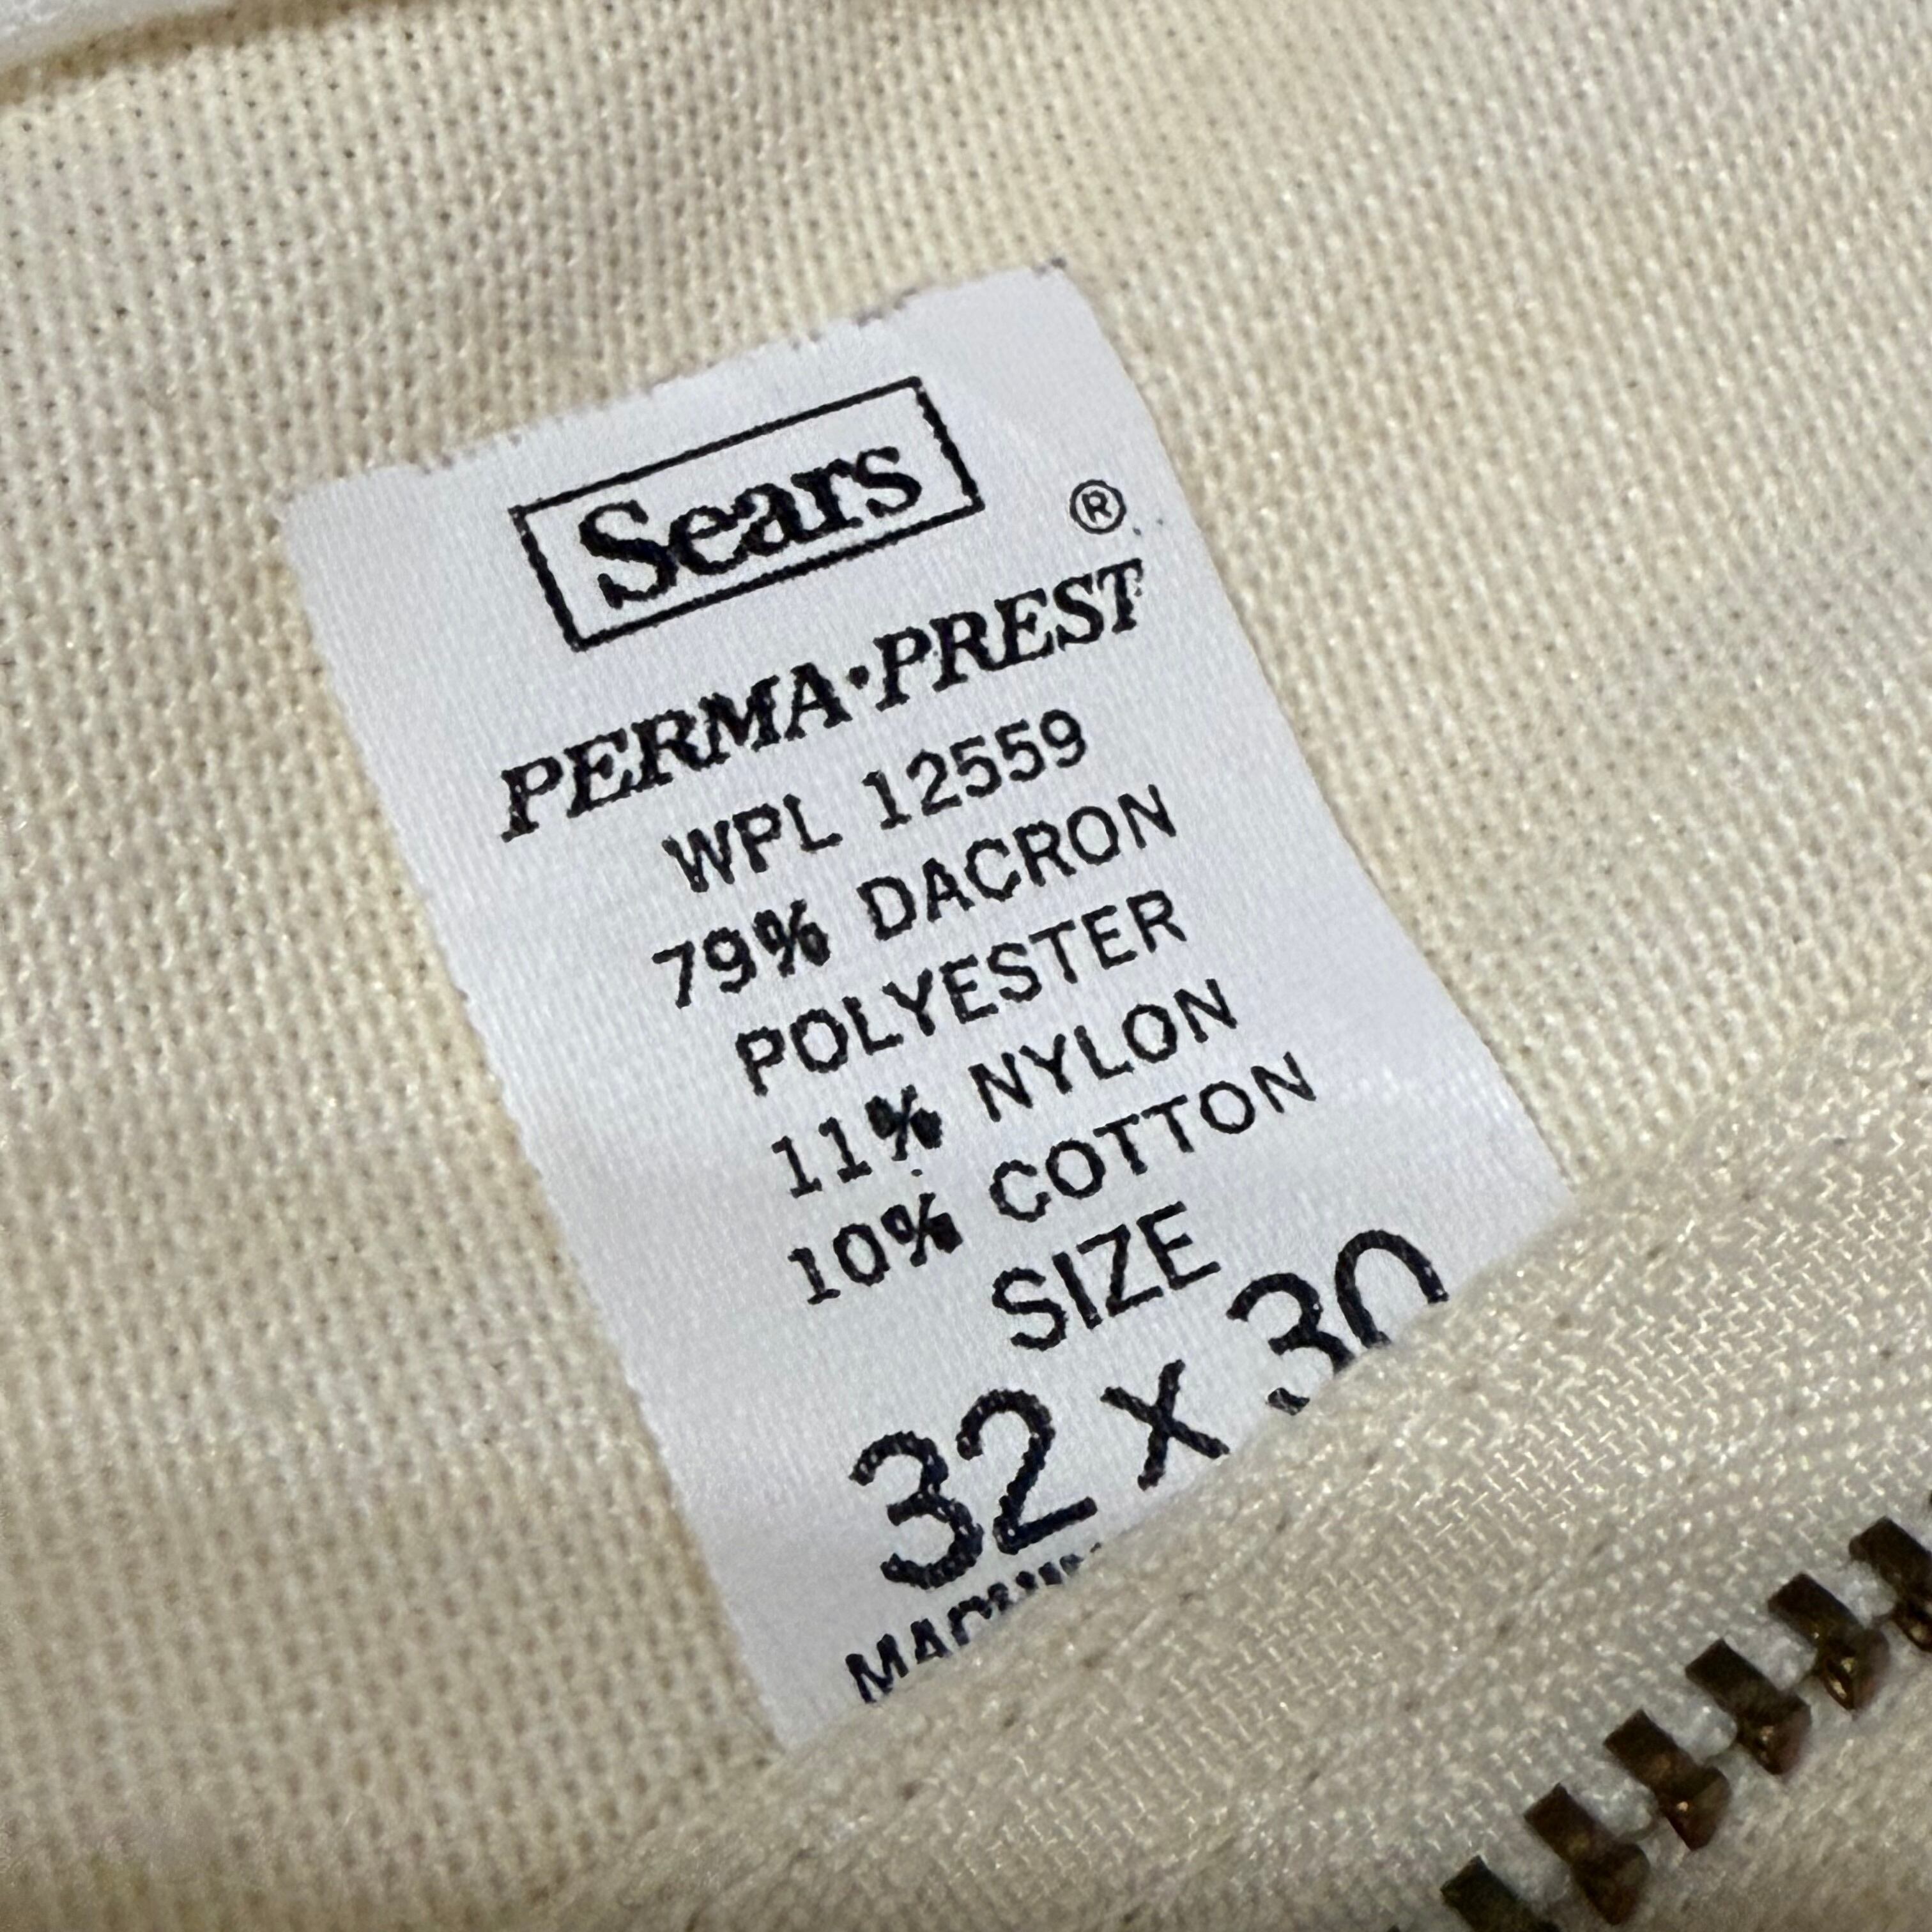 Sears
®
PERMA·PREST
WPL 12559
79% DACRON
POLYESTER
11% NYLON
10% COTTON
SIZE
32 x 30